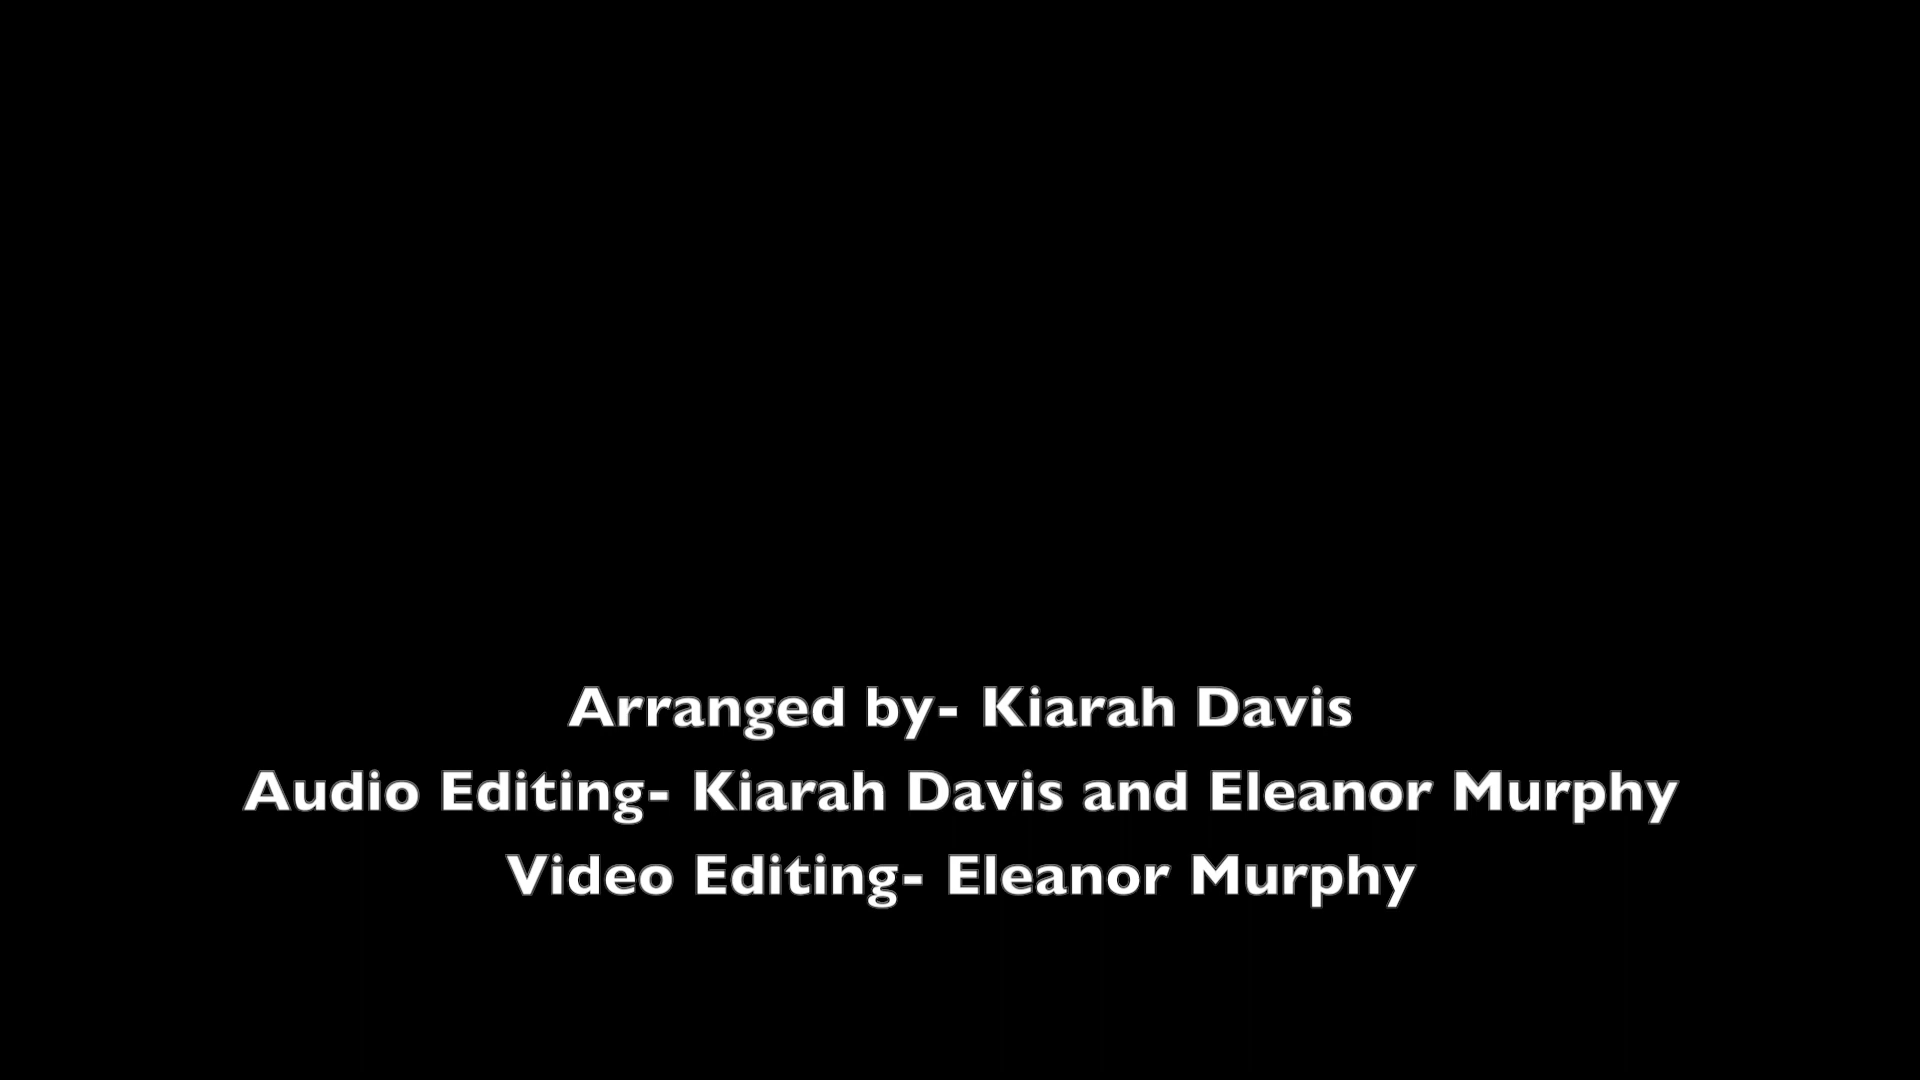 Arranged by- Kiarah Davis
Audio Editing- Kiarah Davis and Eleanor Murphy
Video Editing- Eleanor Murphy